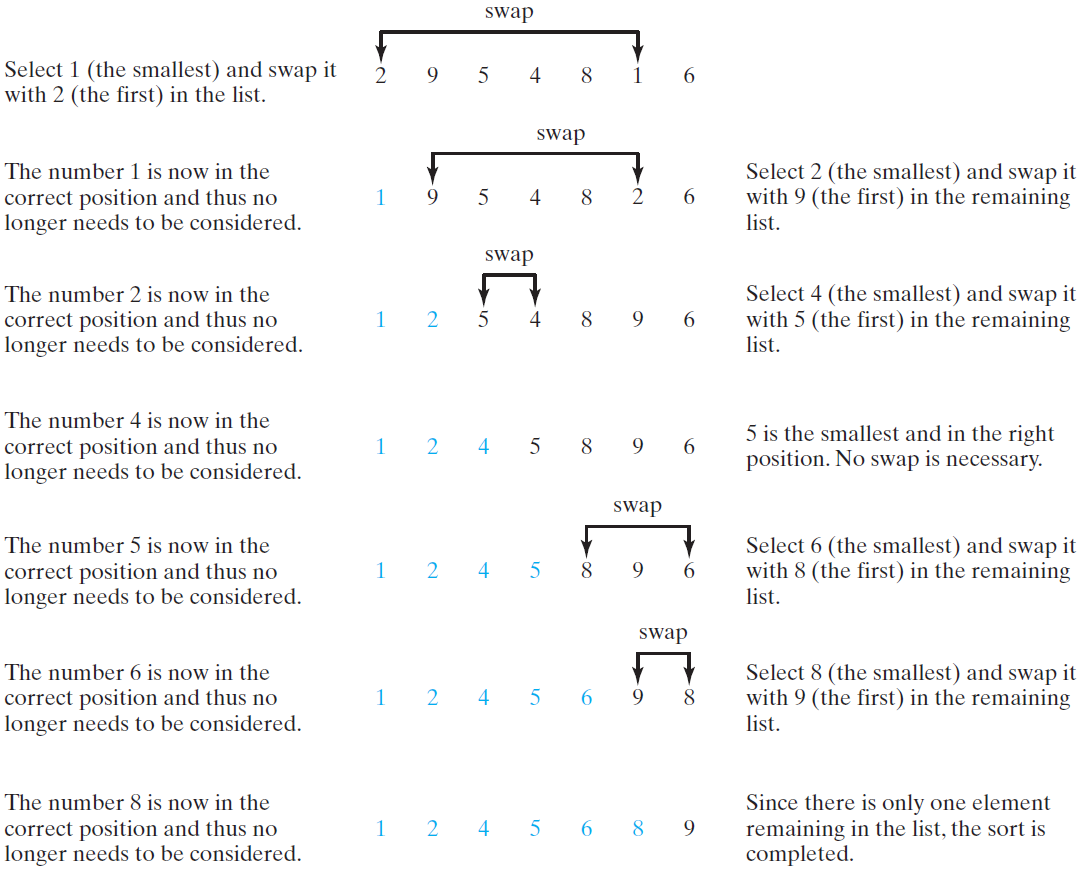 swap
Select 1 (the smallest) and swap it
with 2 (the first) in the list.
2 9 5 4 8 1 6
swap
The number 1 is now in the
correct position and thus no
longer needs to be considered.
1 9 5 4 8 2 6
Select 2 (the smallest) and swap it
with 9 (the first) in the remaining
list.
swap
The number 2 is now in the
correct position and thus no
longer needs to be considered.
1 2 5 4 8 9 6
Select 4 (the smallest) and swap it
with 5 (the first) in the remaining
list.
The number 4 is now in the
correct position and thus no
longer needs to be considered.
1 2 4 5 8 9 6
5 is the smallest and in the right
position. No swap is necessary.
swap
The number 5 is now in the
correct position and thus no
longer needs to be considered.
1 2 4 5 8 9 6
Select 6 (the smallest) and swap it
with 8 (the first) in the remaining
list.
swap
The number 6 is now in the
correct position and thus no
longer needs to be considered.
1 2 4 5 6 9 8
Select 8 (the smallest) and swap it
with 9 (the first) in the remaining
list.
The number 8 is now in the
correct position and thus no
longer needs to be considered.
1 2 4 5 6 8 9
Since there is only one element
remaining in the list, the sort is
completed.